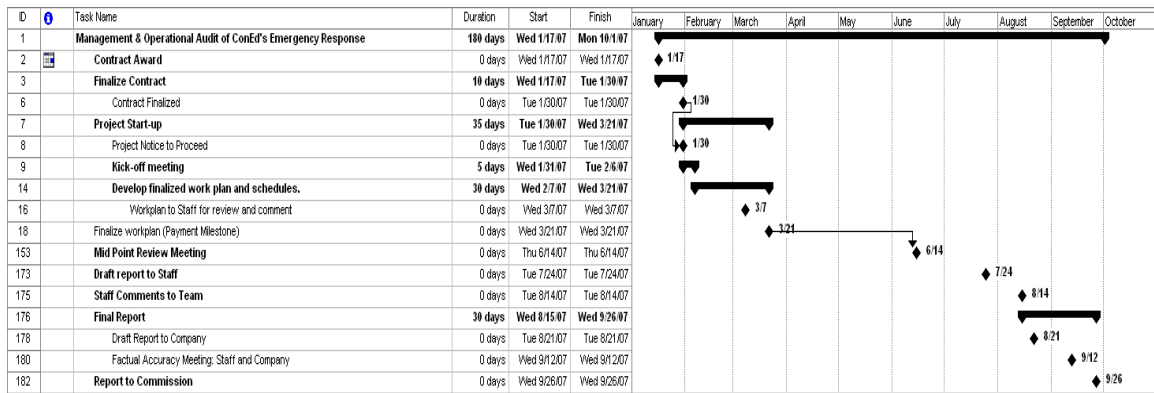 ID Task Name Duration Start Finish January February March April May June July August September October
1 Management & Operational Audit of ConEd's Emergency Response 180 days Wed 1/17/07 Mon 10/1/07
2 Contract Award 0 days Wed 1/17/07 Wed 1/17/07 1/17
3 Finalize Contract 10 days Wed 1/17/07 Tue 1/30/07
6 Contract Finalized 0 days Tue 1/30/07 Tue 1/30/07 1/30
7 Project Start-up 35 days Tue 1/30/07 Wed 3/21/07
8 Project Notice to Proceed 0 days Tue 1/30/07 Tue 1/30/07 1/30
9 Kick-off meeting 5 days Wed 1/31/07 Tue 2/6/07
14 Develop finalized work plan and schedules. 30 days Wed 2/7/07 Wed 3/21/07
16 Workplan to Staff for review and comment 0 days Wed 3/7/07 Wed 3/7/07 3/7
18 Finalize workplan (Payment Milestone) 0 days Wed 3/21/07 Wed 3/21/07 3/21
153 Mid Point Review Meeting 0 days Thu 6/14/07 Thu 6/14/07 6/14
173 Draft report to Staff 0 days Tue 7/24/07 Tue 7/24/07 7/24
175 Staff Comments to Team 0 days Tue 8/14/07 Tue 8/14/07 8/14
176 Final Report 30 days Wed 8/15/07 Wed 9/26/07
178 Draft Report to Company 0 days Tue 8/21/07 Tue 8/21/07 8/21
180 Factual Accuracy Meeting: Staff and Company 0 days Wed 9/12/07 Wed 9/12/07 9/12
182 Report to Commission 0 days Wed 9/26/07 Wed 9/26/07 9/26